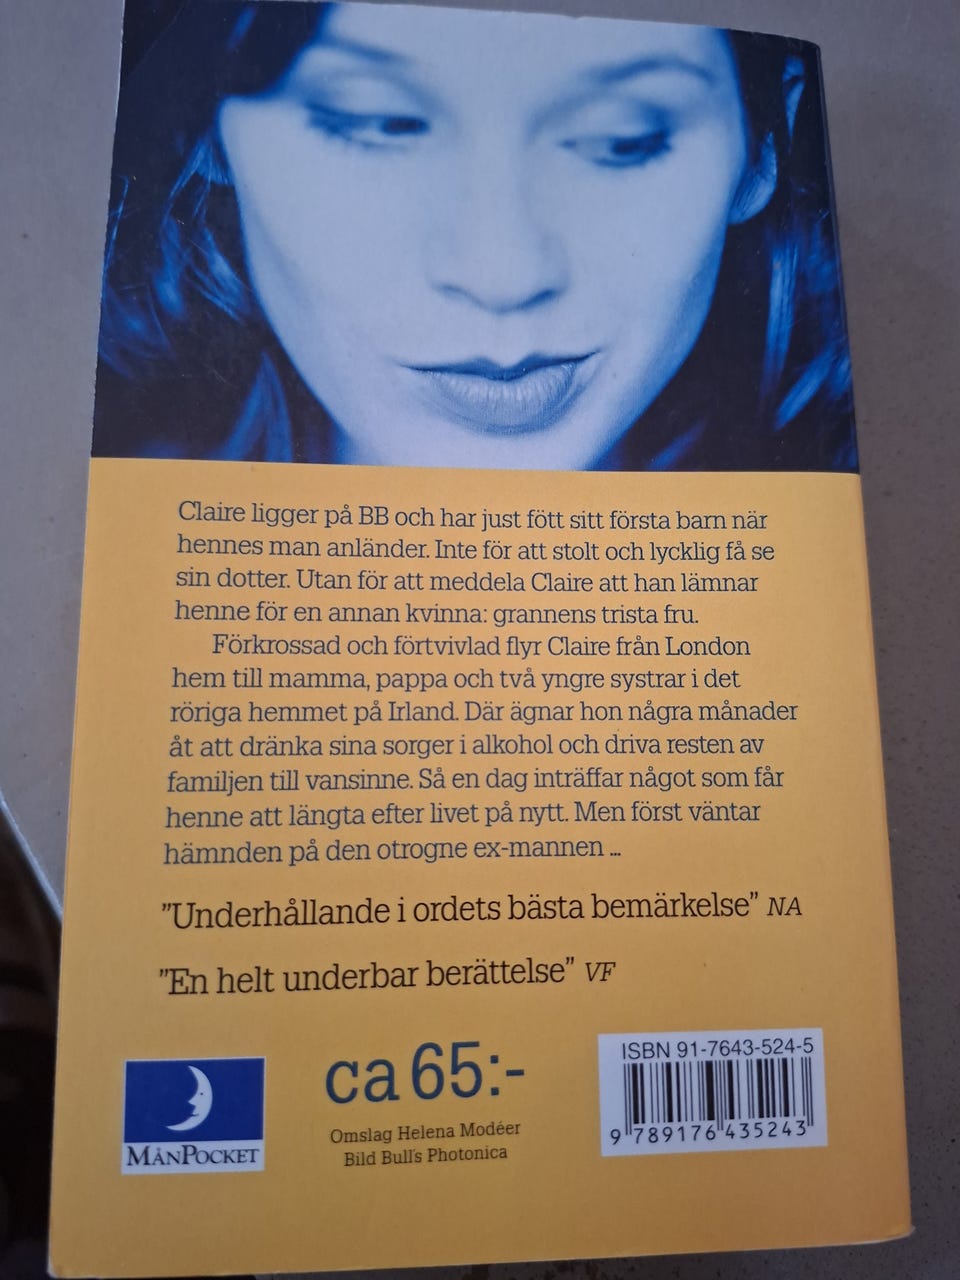 Claire ligger på BB och har just fött sitt första barn när
hennes man anländer. Inte för att stolt och lycklig få se
sin dotter. Utan för att meddela Claire att han lämnar
henne för en annan kvinna: grannens trista fru.
Förkrossad och förtvivlad flyr Claire från London
hem till mamma, pappa och två yngre systrar i det
röriga hemmet på Irland. Där ägnar hon några månader
åt att dränka sina sorger i alkohol och driva resten av
familjen till vansinne. Så en dag inträffar något som får
henne att längta efter livet på nytt. Men först väntar
hämnden på den otrogne ex-mannen ...
”Underhållande i ordets bästa bemärkelse” NA
”En helt underbar berättelse” VF
MÅNPOCKET
ca 65:-
Omslag Helena Modéer
Bild Bull's Photonica
ISBN 91-7643-524-5
9 789176 435243